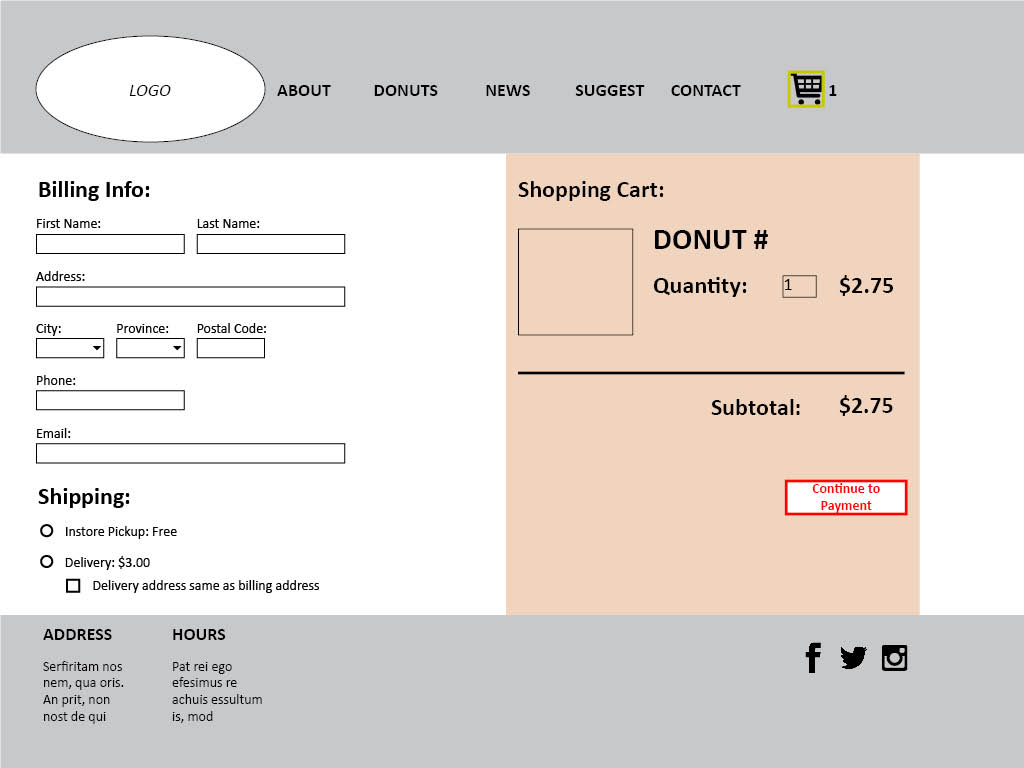 LOGO
ABOUT
DONUTS
NEWS
SUGGEST
CONTACT
1
Billing Info:
First Name:
Last Name:
Address:
City:
Province:
Postal Code:
Phone:
Email:
Shipping:
Instore Pickup: Free
Delivery: $3.00
Delivery address same as billing address
Shopping Cart:
DONUT #
Quantity: 1 $2.75
Subtotal: $2.75
Continue to
Payment
ADDRESS
Serfiritam nos
nem, qua oris.
An prit, non
nost de qui
HOURS
Pat rei ego
efesimus re
achuis essultum
is, mod